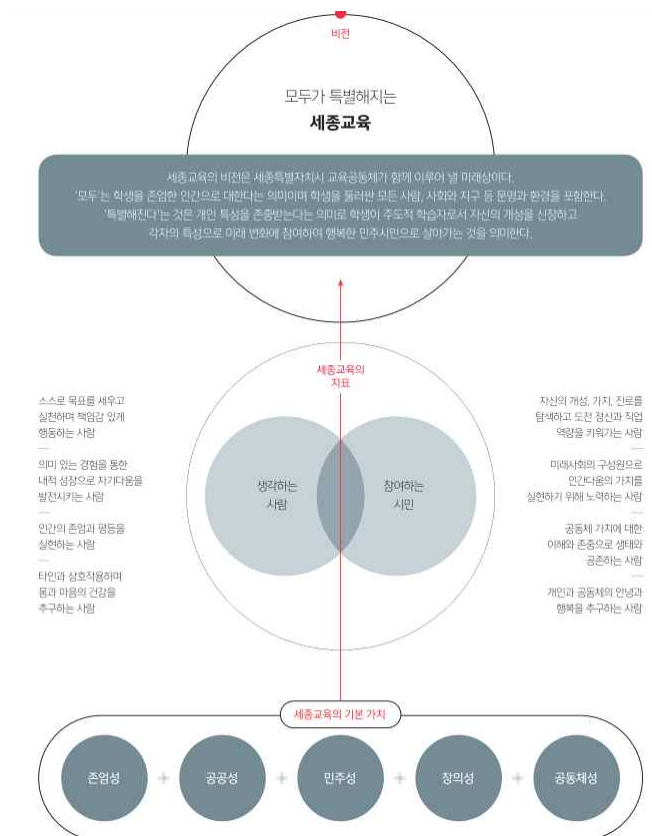 비전
모두가 특별해지는
세종교육
세종교육의 비전은 세종특별자치시 교육공동체가 함께 이루어 낼 미래상이다.
'모두'는 학생을 존엄한 인간으로 대한다는 의미이며 학생을 둘러싼 모든 사람, 사회와 지구 등 문명과 환경을 포함한다.
'특별해진다'는 것은 개인 특성을 존중받는다는 의미로 학생이 주도적 학습자로서 자신의 개성을 신장하고
각자의 특성으로 미래 변화에 참여하여 행복한 민주시민으로 살아가는 것을 의미한다.
세종교육의
지표
스스로 목표를 세우고
실천하며 책임감 있게
행동하는 사람
의미 있는 경험을 통한
내적 성장으로 자기다움을
발전시키는 사람
인간의 존엄과 평등을
실현하는 사람
타인과 상호작용하며
몸과 마음의 건강을
추구하는 사람
생각하는
사람
참여하는
시민
자신의 개성, 가치, 진로를
탐색하고 도전 정신과 직업
역량을 키워가는 사람
미래사회의 구성원으로
인간다움의 가치를
실현하기 위해 노력하는 사람
공동체 가치에 대한
이해와 존중으로 생태와
공존하는 사람
개인과 공동체의 안녕과
행복을 추구하는 사람
세종교육의 기본 가치
존엄성 + 공공성 + 민주성 + 창의성 + 공동체성